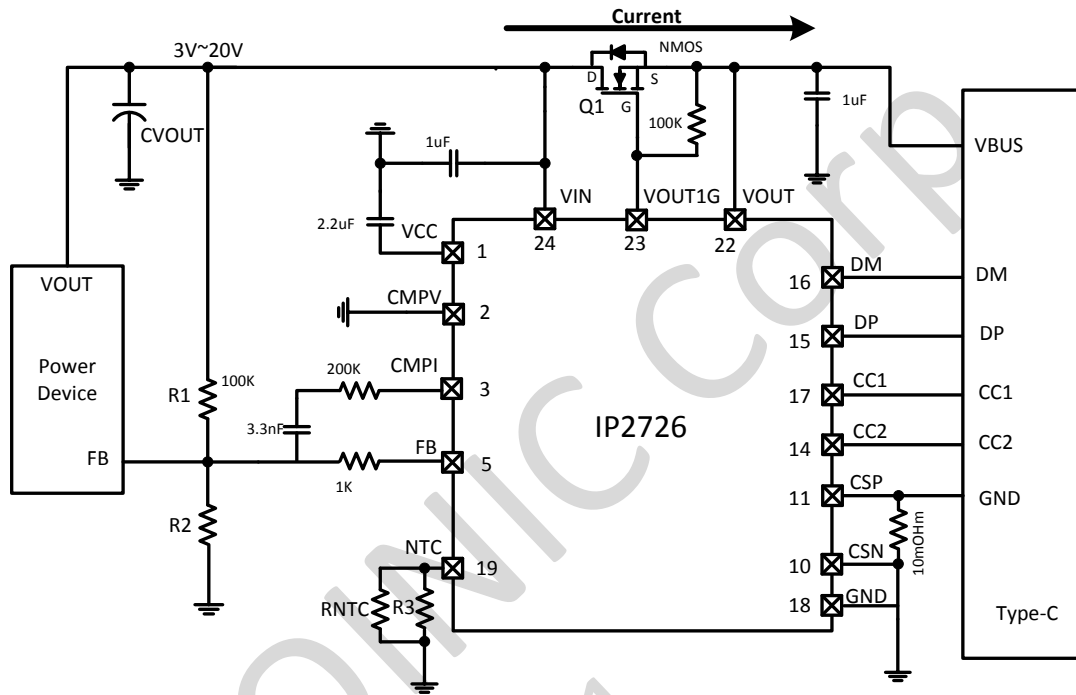 Current
3V~20V
NMOS
D
S
Q1
G
100K
1uF
CVOUT
1uF
VBUS
VIN
VOUT1G
VOUT
2.2uF
VCC
24
23
22
1
DM
16
DM
VOUT
CMPV
2
DP
15
DP
Power
Device
R1
100K
200K
CMPI
3
CC1
17
CC1
3.3nF
IP2726
CC2
14
CC2
FB
FB
5
1K
CSP
11
GND
R2
10mOHm
NTC
19
CSN
10
RNTC
R3
GND
18
Type-C
ONIC Corp